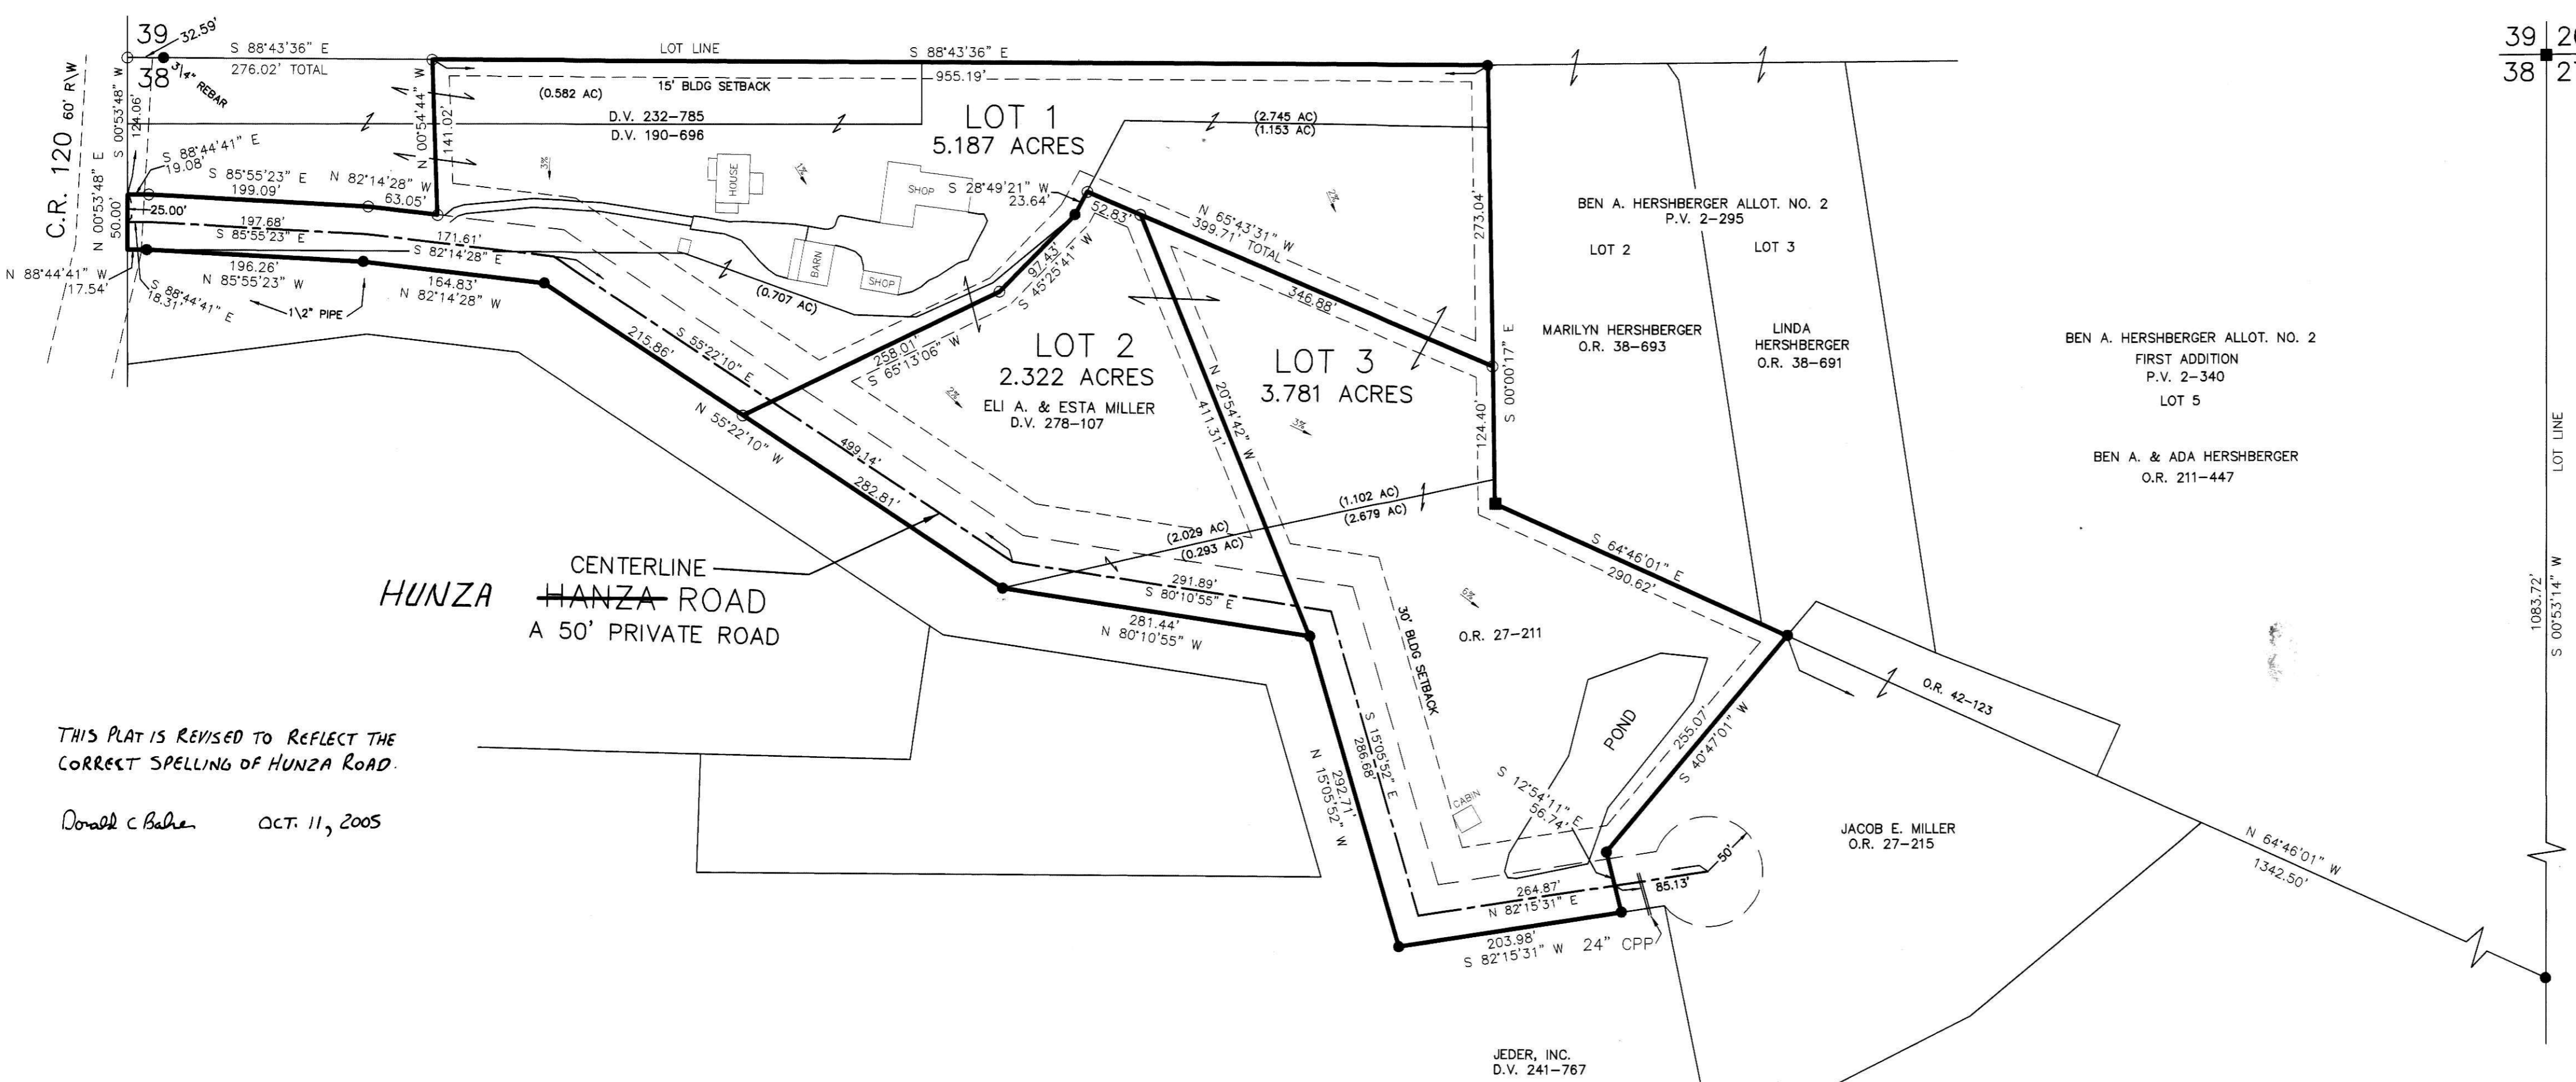 39
32.59'
38
3/4" REBAR
S 88°43'36" E
276.02' TOTAL
LOT LINE
S 88°43'36" E
955.19'
15' BLDG SETBACK
(0.582 AC)
D.V. 232-785
D.V. 190-696
LOT 1
5.187 ACRES
(2.745 AC)
(1.153 AC)
C.R. 120 60' R\W
S 00°53'48" W
124.06'
N 00°53'48" E
50.00'
N 00°54'44" W
141.02'
S 88°44'41" E
19.08'
S 85°55'23" E
199.09'
N 82°14'28" W
63.05'
25.00'
197.68'
S 85°55'23" E
171.61'
S 82°14'28" E
N 88°44'41" W
17.54'
S 88°44'41" E
18.31'
196.26'
N 85°55'23" W
1\2" PIPE
164.83'
N 82°14'28" W
3%
HOUSE
1%
SHOP
BARN
SHOP
(0.707 AC)
S 28°49'21" W
23.64'
52.83'
97.43'
S 45°25'41" W
258.01'
S 65°13'06" W
N 65°43'31" W
399.71' TOTAL
346.88'
2%
273.04'
S 00°00'17" E
124.40'
LOT 2
2.322 ACRES
ELI A. & ESTA MILLER
D.V. 278-107
2%
LOT 3
3.781 ACRES
3%
N 20°54'42" W
411.31'
215.86'
S 55°22'10" E
N 55°22'10" W
499.14'
282.81'
(2.029 AC)
(0.293 AC)
(1.102 AC)
(2.679 AC)
CENTERLINE
HUNZA HANZA ROAD
A 50' PRIVATE ROAD
291.89'
S 80°10'55" E
281.44'
N 80°10'55" W
30' BLDG SETBACK
O.R. 27-211
6%
S 64°46'01" E
290.62'
S 15°05'52" E
286.68'
292.71'
N 15°05'52" W
CABIN
POND
255.07'
S 40°47'01" W
S 12°54'11" E
56.74'
264.87'
N 82°15'31" E
85.13'
50'
203.98'
S 82°15'31" W
24" CPP
BEN A. HERSHBERGER ALLOT. NO. 2
P.V. 2-295
LOT 2
LOT 3
MARILYN HERSHBERGER
O.R. 38-693
LINDA
HERSHBERGER
O.R. 38-691
BEN A. HERSHBERGER ALLOT. NO. 2
FIRST ADDITION
P.V. 2-340
LOT 5
BEN A. & ADA HERSHBERGER
O.R. 211-447
39
38
LOT LINE
1083.72'
S 00°53'14" W
O.R. 42-123
JACOB E. MILLER
O.R. 27-215
N 64°46'01" W
1342.50'
JEDER, INC.
D.V. 241-767
THIS PLAT IS REVISED TO REFLECT THE
CORRECT SPELLING OF HUNZA ROAD.
OCT. 11, 2005